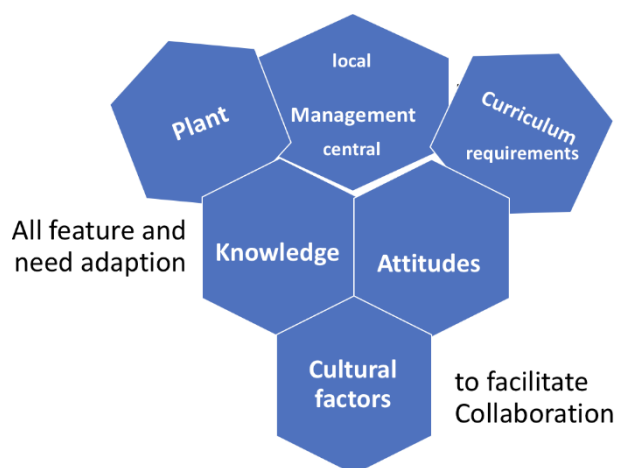 local
Plant
Management
central
Curriculum
requirements
All feature and
need adaption
Knowledge
Attitudes
Cultural
factors
to facilitate
Collaboration